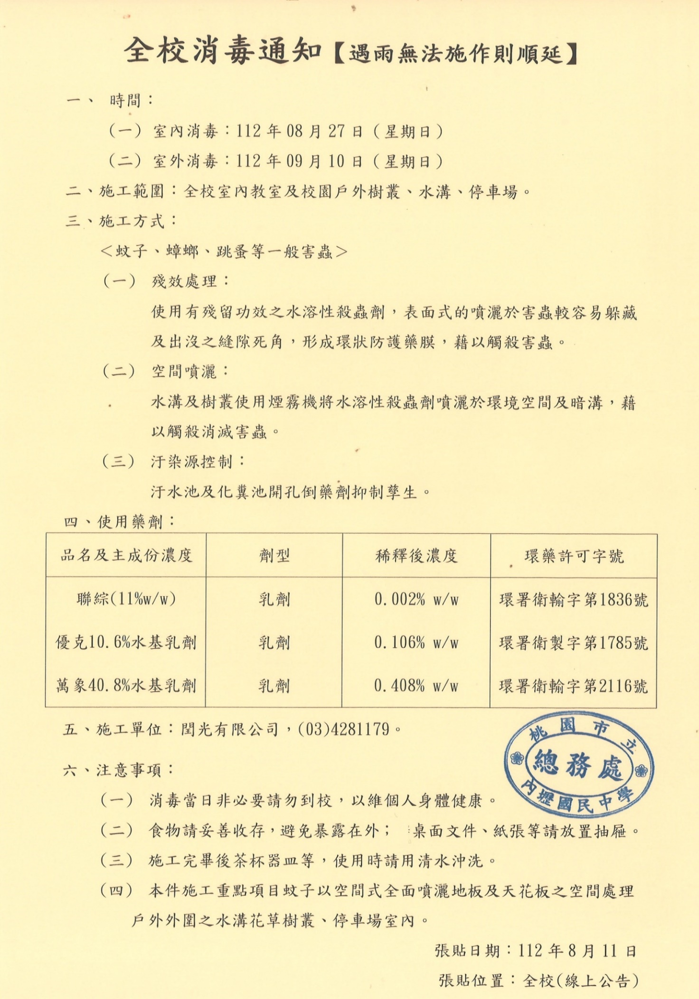 全校消毒通知【遇雨無法施作則順延】
一、 時間：
（一）室內消毒：112 年 08 月 27 日（星期日）
（二）室外消毒：112 年 09 月 10 日（星期日）
二、施工範圍：全校室內教室及校園戶外樹叢、水溝、停車場。
三、施工方式：
＜蚊子、蟑螂、跳蚤等一般害蟲＞
（一） 殘效處理：
使用有殘留功效之水溶性殺蟲劑，表面式的噴灑於害蟲較容易躲藏
及出沒之縫隙死角，形成環狀防護藥膜，藉以觸殺害蟲。
（二） 空間噴灑：
水溝及樹叢使用煙霧機將水溶性殺蟲劑噴灑於環境空間及暗溝，藉
以觸殺消滅害蟲。
（三） 汙染源控制：
汙水池及化糞池開孔倒藥劑抑制孳生。
四、使用藥劑：
品名及主成份濃度 劑型 稀釋後濃度 環藥許可字號
聯綜(11%w/w) 乳劑 0.002% w/w 環署衛輸字第1836號
優克10.6%水基乳劑 乳劑 0.106% w/w 環署衛製字第1785號
萬象40.8%水基乳劑 乳劑 0.408% w/w 環署衛輸字第2116號
五、施工單位：閏光有限公司，(03)4281179。
桃園市立
總務處
內壢國民中學
六、注意事項：
（一） 消毒當日非必要請勿到校，以維個人身體健康。
（二） 食物請妥善收存，避免暴露在外； 桌面文件、紙張等請放置抽屜。
（三） 施工完畢後茶杯器皿等，使用時請用清水沖洗。
（四） 本件施工重點項目蚊子以空間式全面噴灑地板及天花板之空間處理
戶外外圍之水溝花草樹叢、停車場室內。
張貼日期：112 年 8 月 11 日
張貼位置：全校(線上公告)